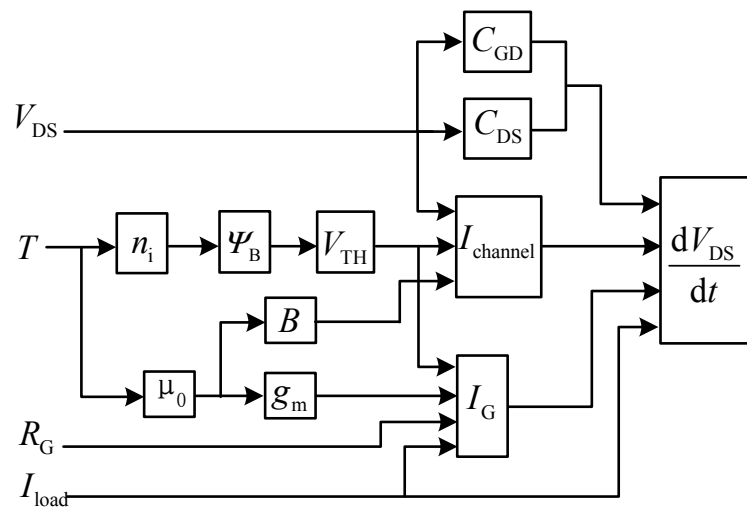 C_GD
V_DS
C_DS
T
n_i
Ψ_B
V_TH
I_channel
dV_DS
dt
B
μ_0
g_m
I_G
R_G
I_load